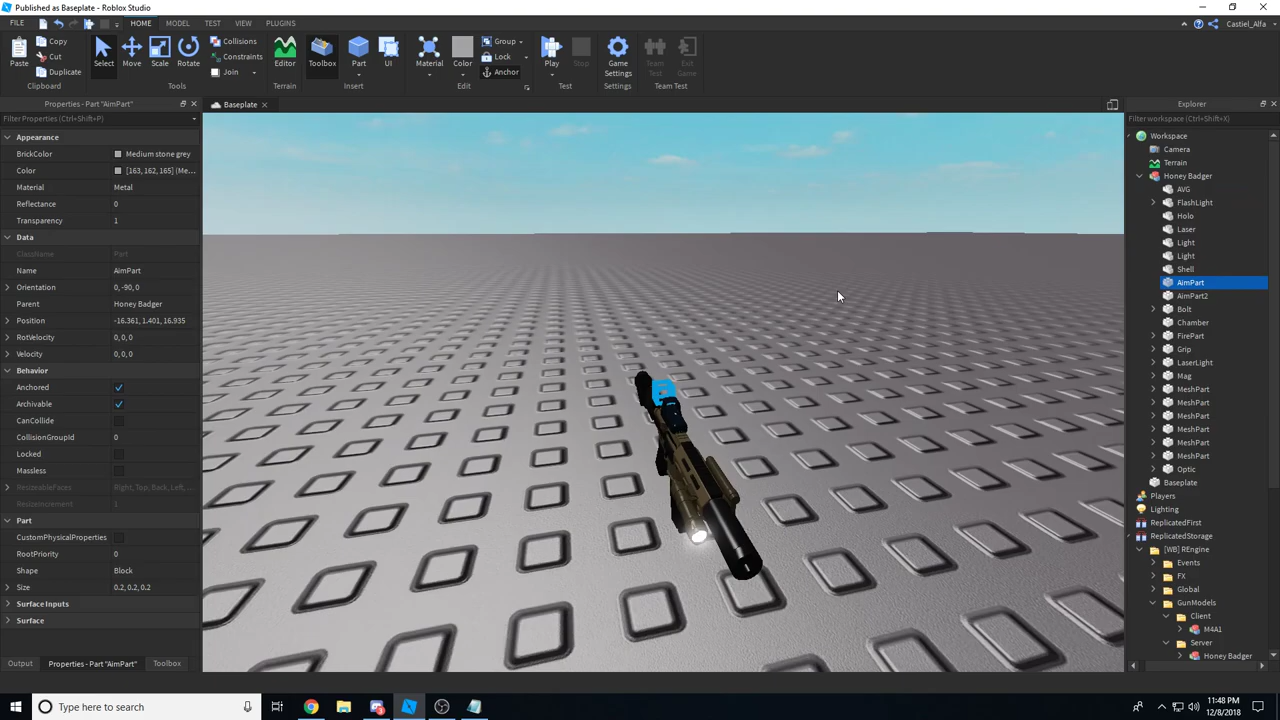 Published as Baseplate - Roblox Studio
FILE HOME MODEL TEST VIEW PLUGINS Castiel_Alfa
Paste Copy Cut Duplicate Select Move Scale Rotate Collisions Constraints Join Editor Toolbox Part UI Material Color Group Lock Anchor Play Stop Game Settings Team Test Exit Game
Clipboard Tools Terrain Insert Edit Test Settings Team Test
Properties - Part "AimPart"
Filter Properties (Ctrl+Shift+P)
Appearance
BrickColor Medium stone grey
Color [163, 162, 165] (Me...
Material Metal
Reflectance 0
Transparency 1
Data
ClassName Part
Name AimPart
Orientation 0, -90, 0
Parent Honey Badger
Position -16.361, 1.401, 16.935
RotVelocity 0, 0, 0
Velocity 0, 0, 0
Behavior
Anchored
Archivable
CanCollide
CollisionGroupId 0
Locked
Massless
ResizeableFaces Right, Top, Back, Left, ...
ResizeIncrement 1
Part
CustomPhysicalProperties
RootPriority 0
Shape Block
Size 0.2, 0.2, 0.2
Surface Inputs
Surface
Output Properties - Part "AimPart" Toolbox
Baseplate
Explorer
Filter workspace (Ctrl+Shift+X)
Workspace
Camera
Terrain
Honey Badger
AVG
FlashLight
Holo
Laser
Light
Light
Shell
AimPart
AimPart2
Bolt
Chamber
FirePart
Grip
LaserLight
Mag
MeshPart
MeshPart
MeshPart
MeshPart
MeshPart
MeshPart
Optic
Baseplate
Players
Lighting
ReplicatedFirst
ReplicatedStorage
[WB] REngine
Events
FX
Global
GunModels
Client
M4A1
Server
Honey Badger
Type here to search
11:48 PM
12/8/2018